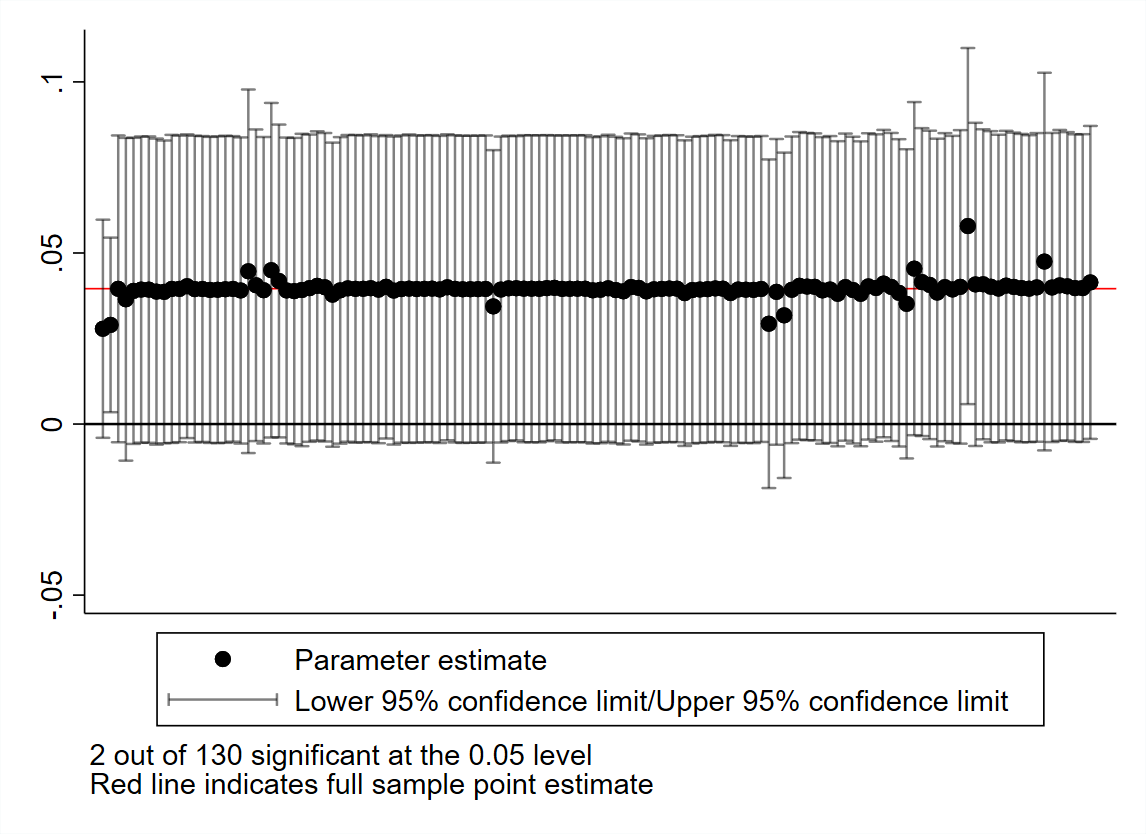 .1
.05
0
-.05
Parameter estimate
Lower 95% confidence limit/Upper 95% confidence limit
2 out of 130 significant at the 0.05 level
Red line indicates full sample point estimate